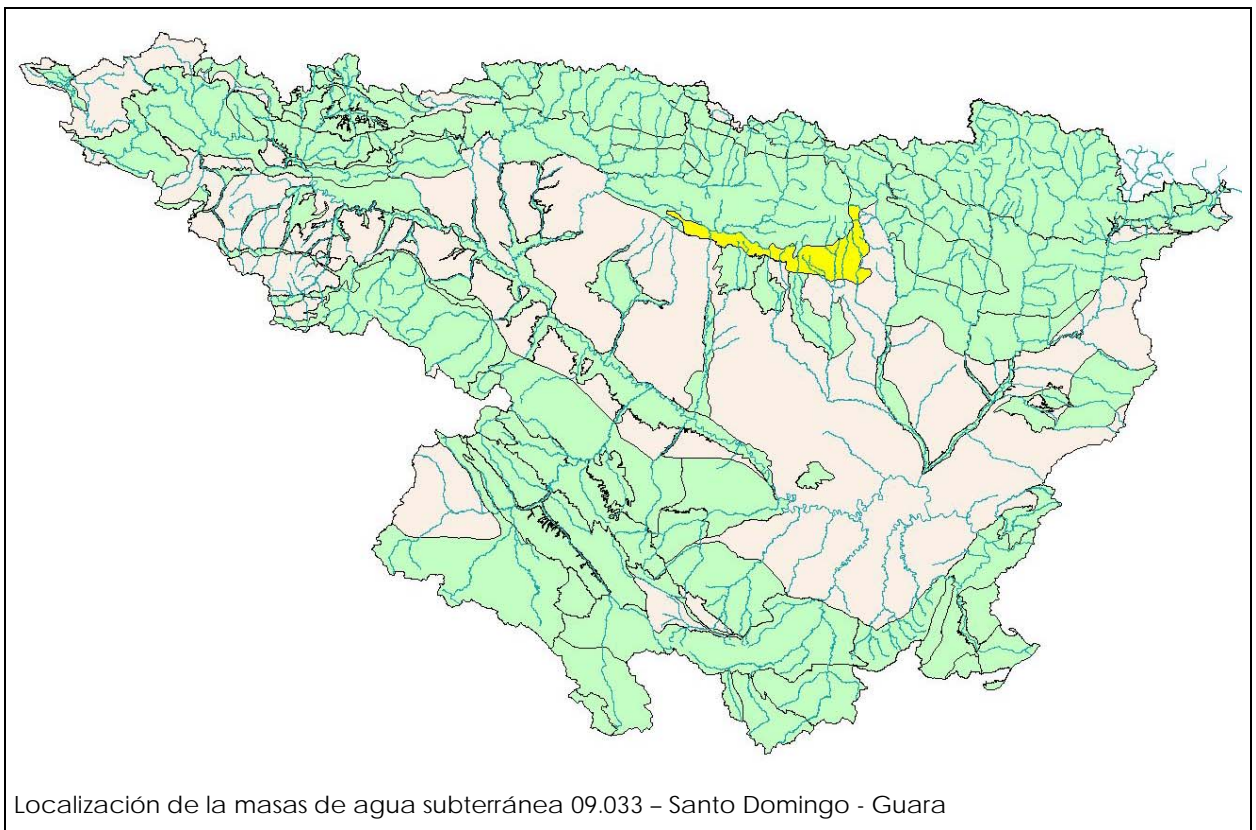 Localización de la masas de agua subterránea 09.033 – Santo Domingo - Guara